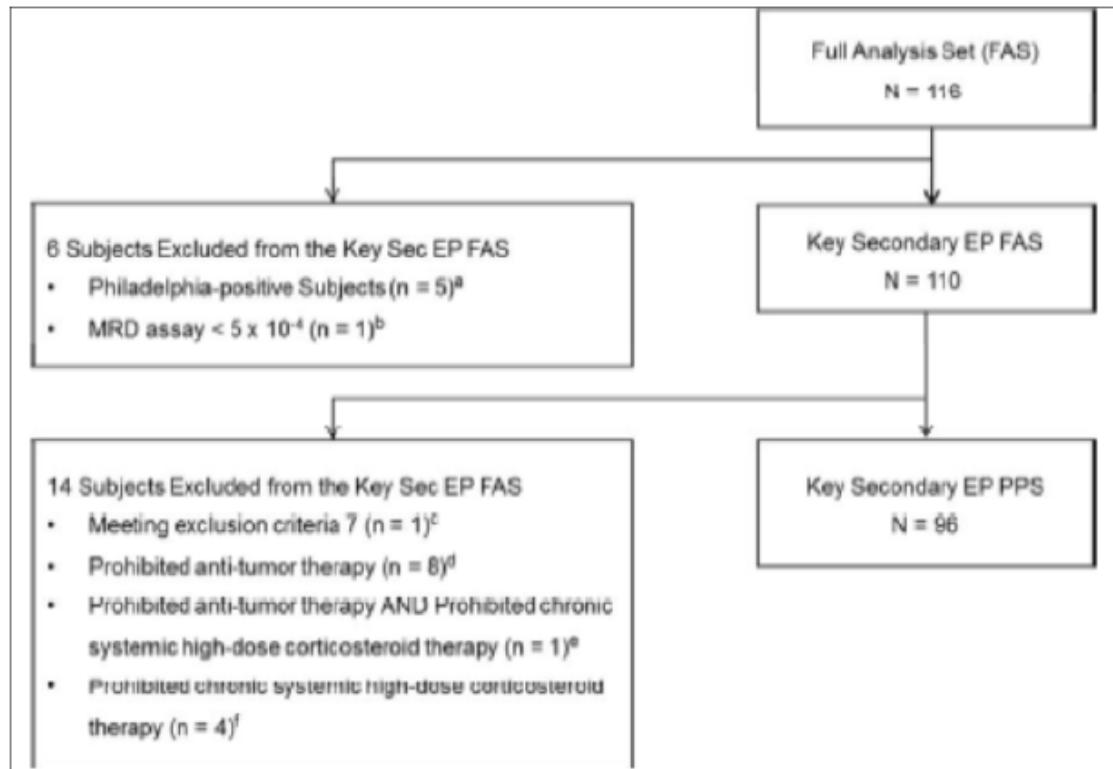 Full Analysis Set (FAS)
N = 116
6 Subjects Excluded from the Key Sec EP FAS
• Philadelphia-positive Subjects (n = 5)ᵃ
• MRD assay < 5 x 10⁻⁴ (n = 1)ᵇ
Key Secondary EP FAS
N = 110
14 Subjects Excluded from the Key Sec EP FAS
• Meeting exclusion criteria 7 (n = 1)ᶜ
• Prohibited anti-tumor therapy (n = 8)ᵈ
• Prohibited anti-tumor therapy AND Prohibited chronic
systemic high-dose corticosteroid therapy (n = 1)ᵉ
• Prohibited chronic systemic high-dose corticosteroid
therapy (n = 4)ᶠ
Key Secondary EP PPS
N = 96